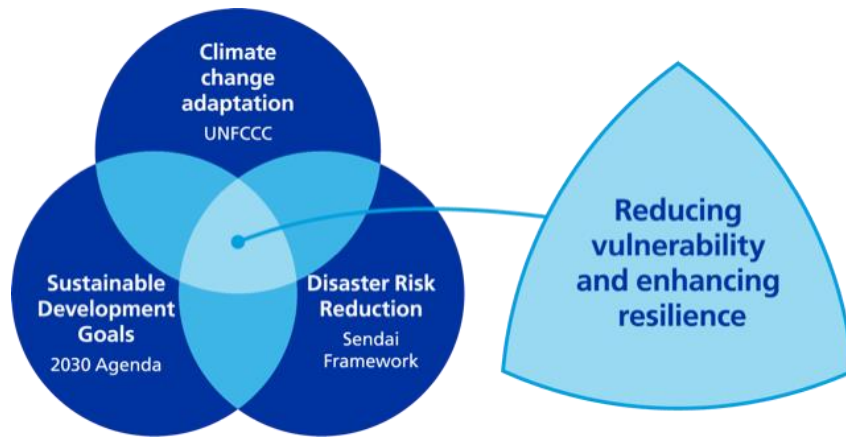 Climate
change
adaptation
UNFCCC
Sustainable
Development
Goals
2030 Agenda
Disaster Risk
Reduction
Sendai
Framework
Reducing
vulnerability
and enhancing
resilience